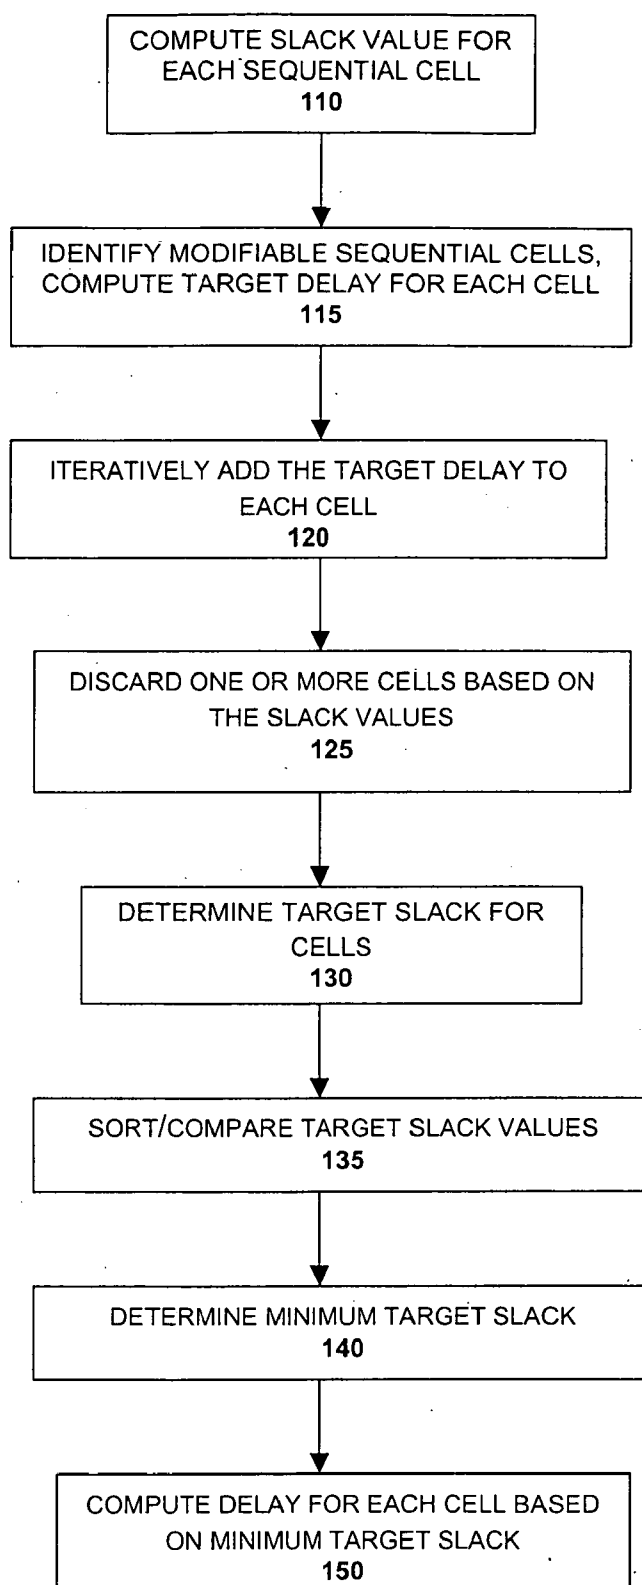 COMPUTE SLACK VALUE FOR
EACH SEQUENTIAL CELL
110
IDENTIFY MODIFIABLE SEQUENTIAL CELLS,
COMPUTE TARGET DELAY FOR EACH CELL
115
ITERATIVELY ADD THE TARGET DELAY TO
EACH CELL
120
DISCARD ONE OR MORE CELLS BASED ON
THE SLACK VALUES
125
DETERMINE TARGET SLACK FOR
CELLS
130
SORT/COMPARE TARGET SLACK VALUES
135
DETERMINE MINIMUM TARGET SLACK
140
COMPUTE DELAY FOR EACH CELL BASED
ON MINIMUM TARGET SLACK
150